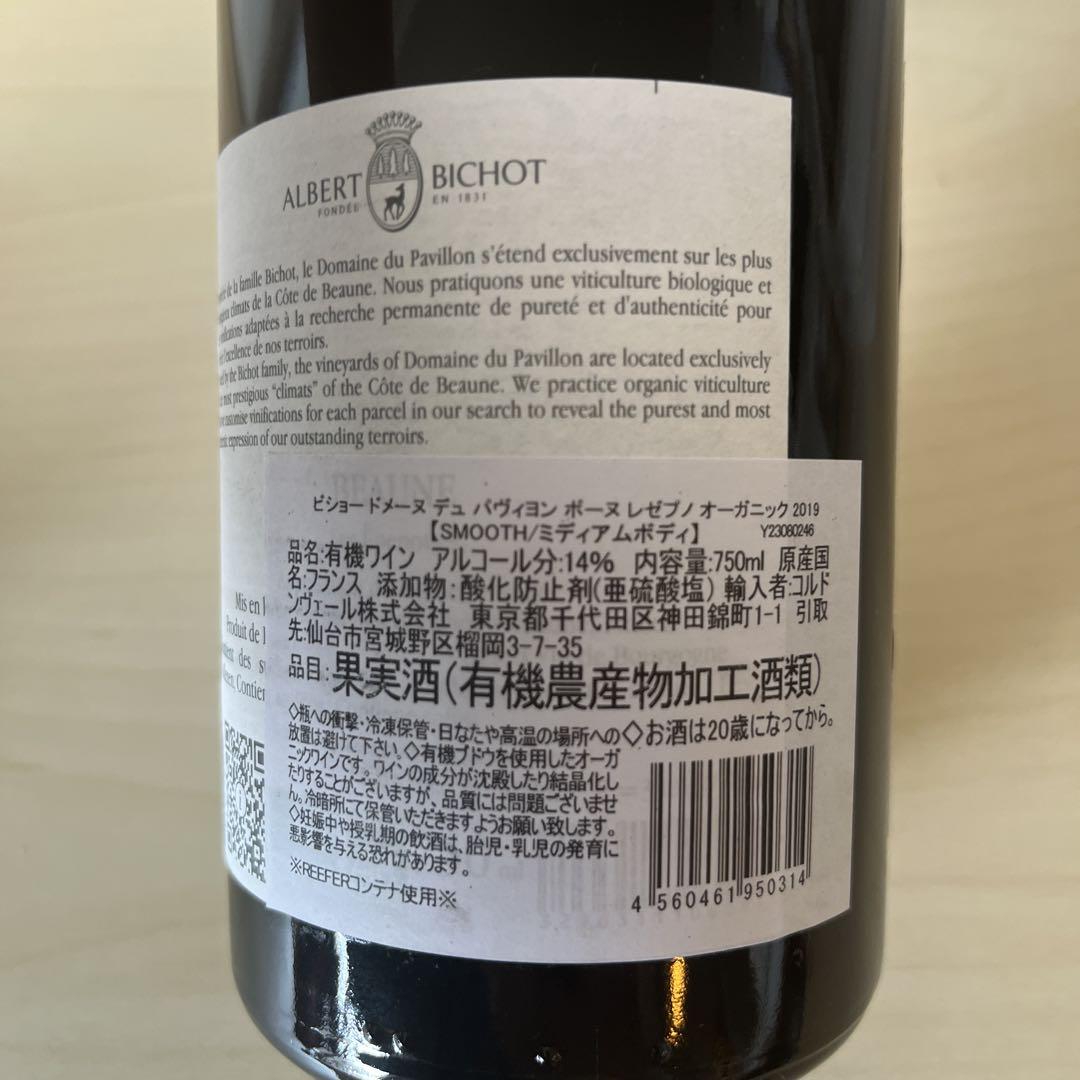 ALBERT BICHOT
FONDÉE EN 1831
de la famille Bichot, le Domaine du Pavillon s'étend exclusivement sur les plus
climats de la Côte de Beaune. Nous pratiquons une viticulture biologique et
adaptées à la recherche permanente de pureté et d'authenticité pour
l'excellence de nos terroirs.
by the Bichot family, the vineyards of Domaine du Pavillon are located exclusively
most prestigious "climats" of the Côte de Beaune. We practice organic viticulture
customise vinifications for each parcel in our search to reveal the purest and most
expression of our outstanding terroirs.
BEAUNE
ビショー ドメーヌ デュ パヴィヨン ボーヌ レゼプノ オーガニック 2019
【SMOOTH/ミディアムボディ】 Y23080246
品名:有機ワイン アルコール分:14% 内容量:750ml 原産国
名:フランス 添加物:酸化防止剤(亜硫酸塩) 輸入者:コルド
ンヴェール株式会社 東京都千代田区神田錦町1-1 引取
先:仙台市宮城野区榴岡3-7-35
品目:果実酒(有機農産物加工酒類)
◇瓶への衝撃・冷凍保管・日なたや高温の場所への
放置は避けて下さい。◇有機ブドウを使用したオーガ
ニックワインです。ワインの成分が沈殿したり結晶化し
たりすることがございますが、品質には問題ございませ
ん。冷暗所にて保管いただきますようお願い致します。
◇妊娠中や授乳期の飲酒は、胎児・乳児の発育に
悪影響を与える恐れがあります。
※REEFERコンテナ使用※
◇お酒は20歳になってから。
4 560461 950314
Mis en
Produit de
des
Contien